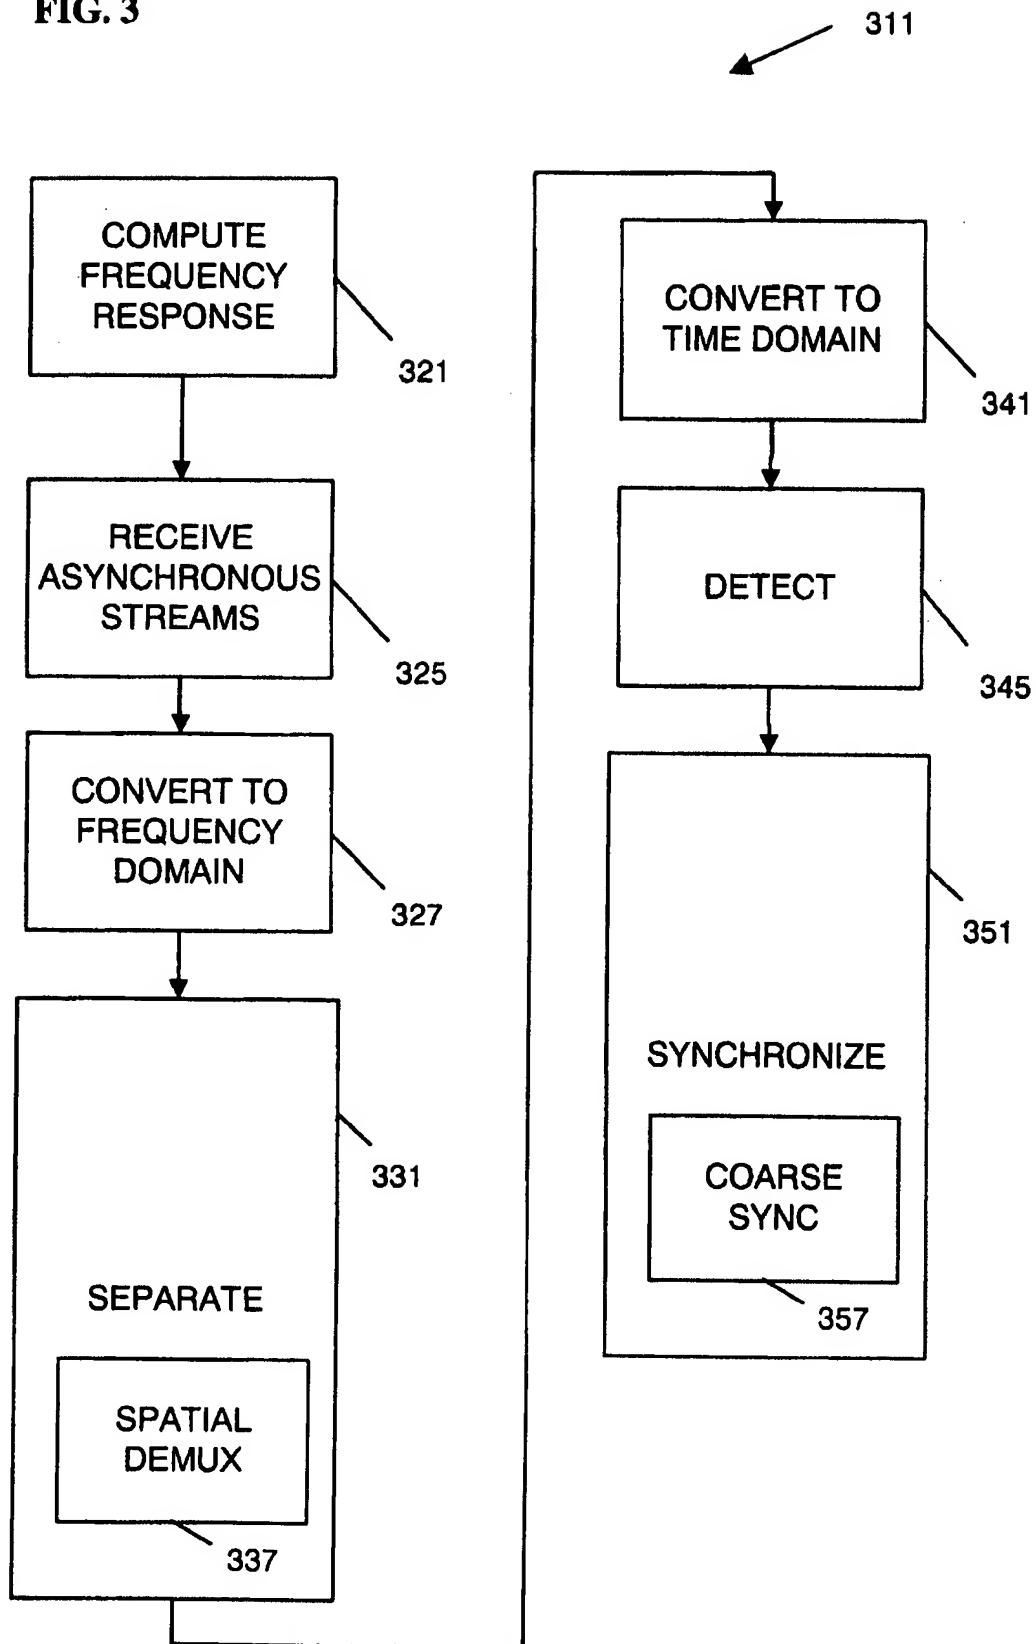 FIG. 3
311
COMPUTE
FREQUENCY
RESPONSE
321
RECEIVE
ASYNCHRONOUS
STREAMS
325
CONVERT TO
FREQUENCY
DOMAIN
327
331
SEPARATE
SPATIAL
DEMUX
337
CONVERT TO
TIME DOMAIN
341
DETECT
345
351
SYNCHRONIZE
COARSE
SYNC
357